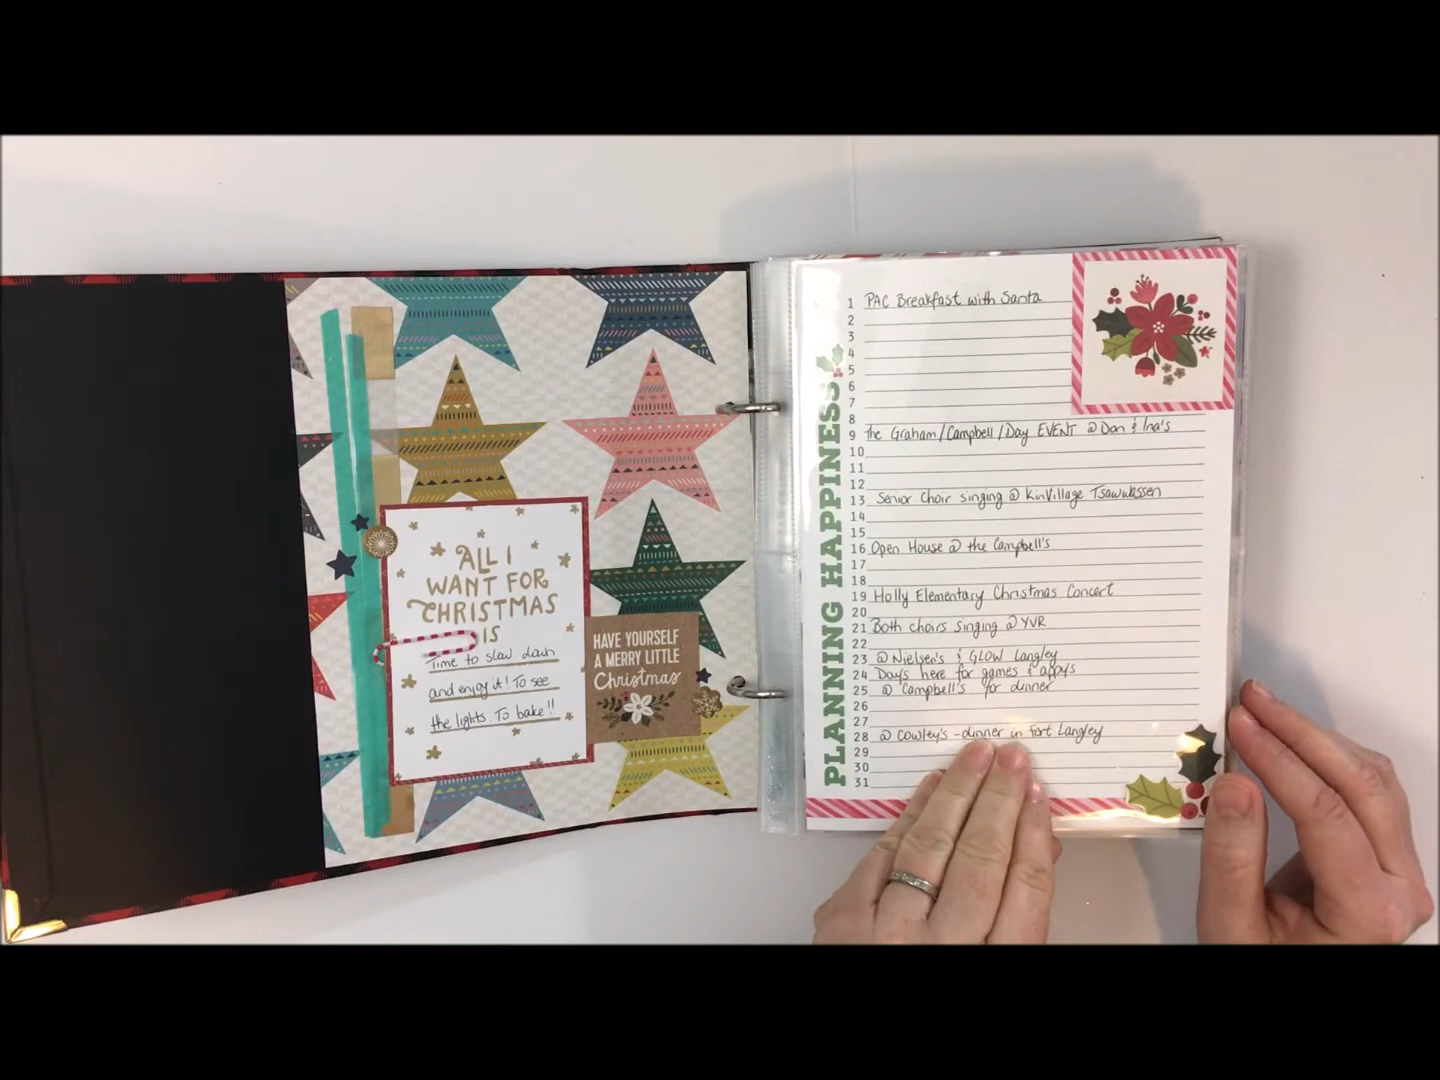 ALL I
WANT FOR
CHRISTMAS
IS
Time to slow down
and enjoy it! To see
the lights. To bake!!
HAVE YOURSELF
A MERRY LITTLE
Christmas
PLANNING HAPPINESS
1 PAC Breakfast with Santa
2
3
4
5
6
7
8
9 the Graham/Campbell/Day EVENT @ Don & Ina's
10
11
12
13 Senior Choir singing @ KinVillage Tsawwassen
14
15
16 Open House @ the Campbell's
17
18
19 Holly Elementary Christmas Concert
20
21 Both choirs singing @ YVR
22
23 @ Nielsen's & GLOW Langley
24 Days here for games & appys
25 @ Campbell's for dinner
26
27
28 @ Cowley's - dinner in Fort Langley
29
30
31